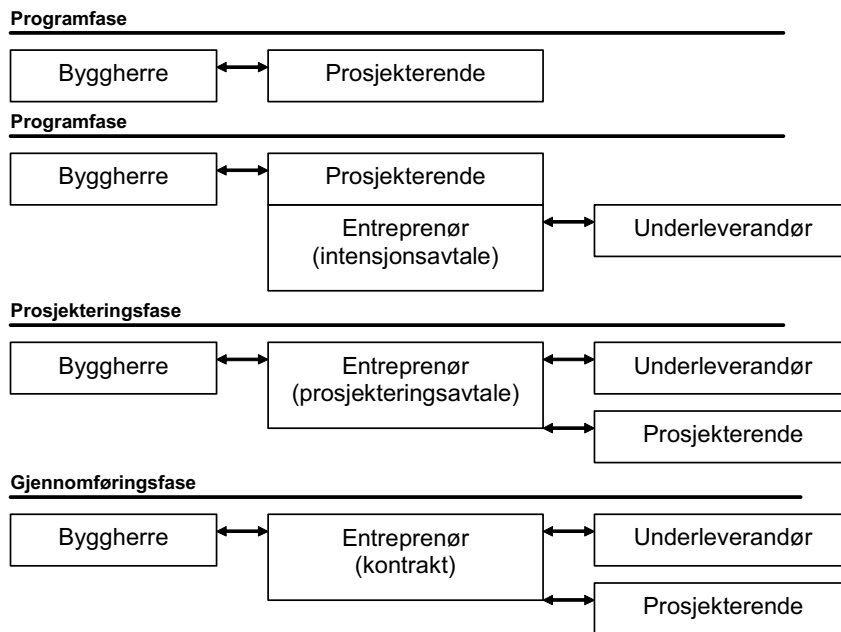 Programfase
Byggherre
Prosjekterende
Programfase
Byggherre
Prosjekterende
Entreprenør
(intensjonsavtale)
Underleverandør
Prosjekteringsfase
Byggherre
Entreprenør
(prosjekteringsavtale)
Underleverandør
Prosjekterende
Gjennomføringsfase
Byggherre
Entreprenør
(kontrakt)
Underleverandør
Prosjekterende